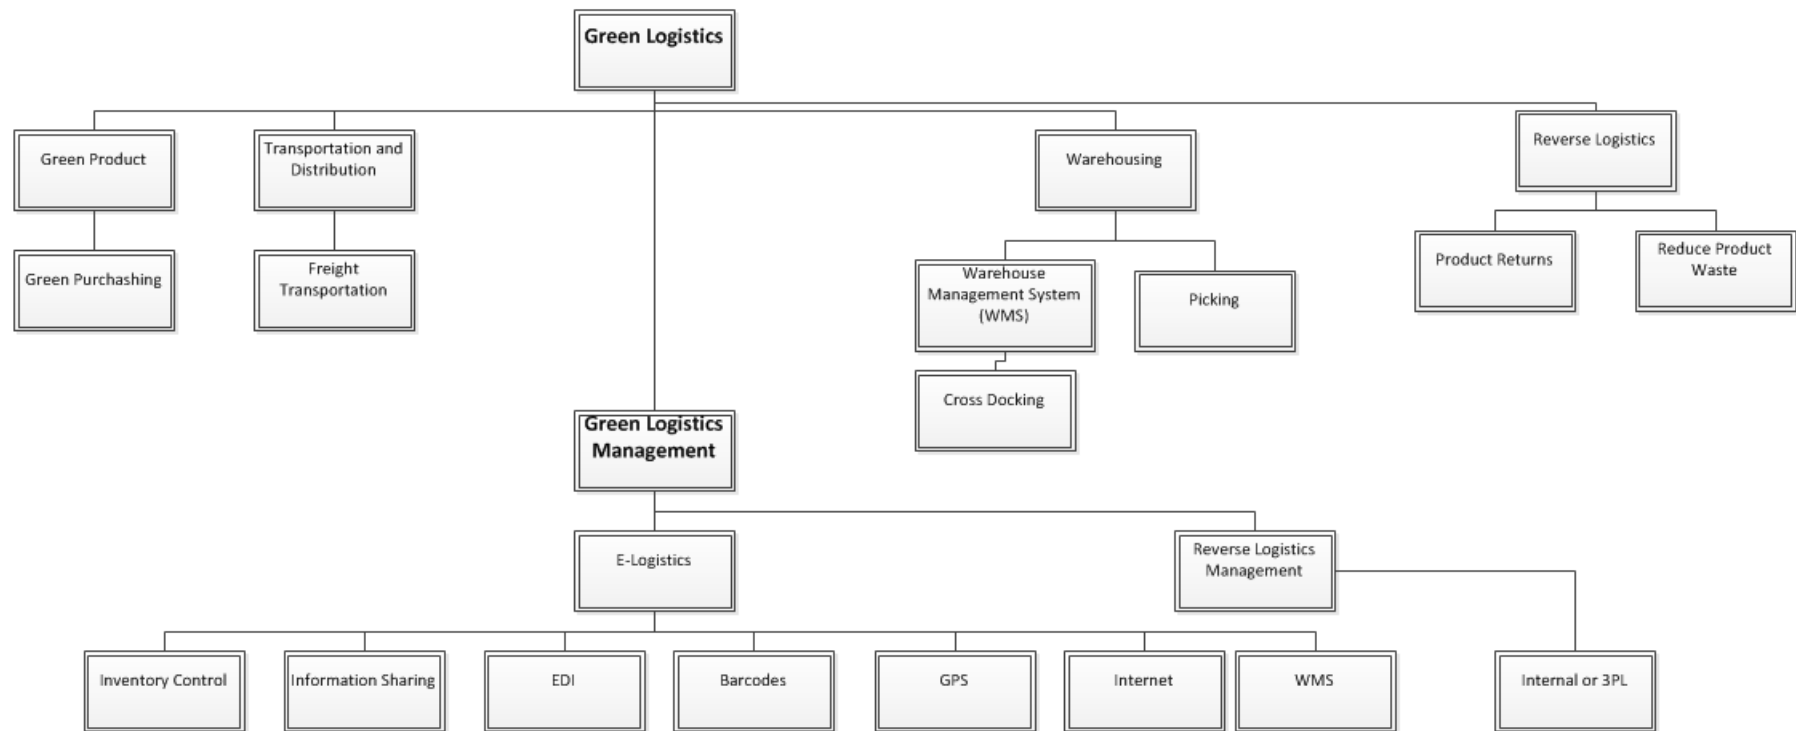 Green Logistics
Green Product
Transportation and
Distribution
Warehousing
Reverse Logistics
Green Purchashing
Freight
Transportation
Warehouse
Management System
(WMS)
Picking
Product Returns
Reduce Product
Waste
Cross Docking
Green Logistics
Management
E-Logistics
Reverse Logistics
Management
Inventory Control
Information Sharing
EDI
Barcodes
GPS
Internet
WMS
Internal or 3PL